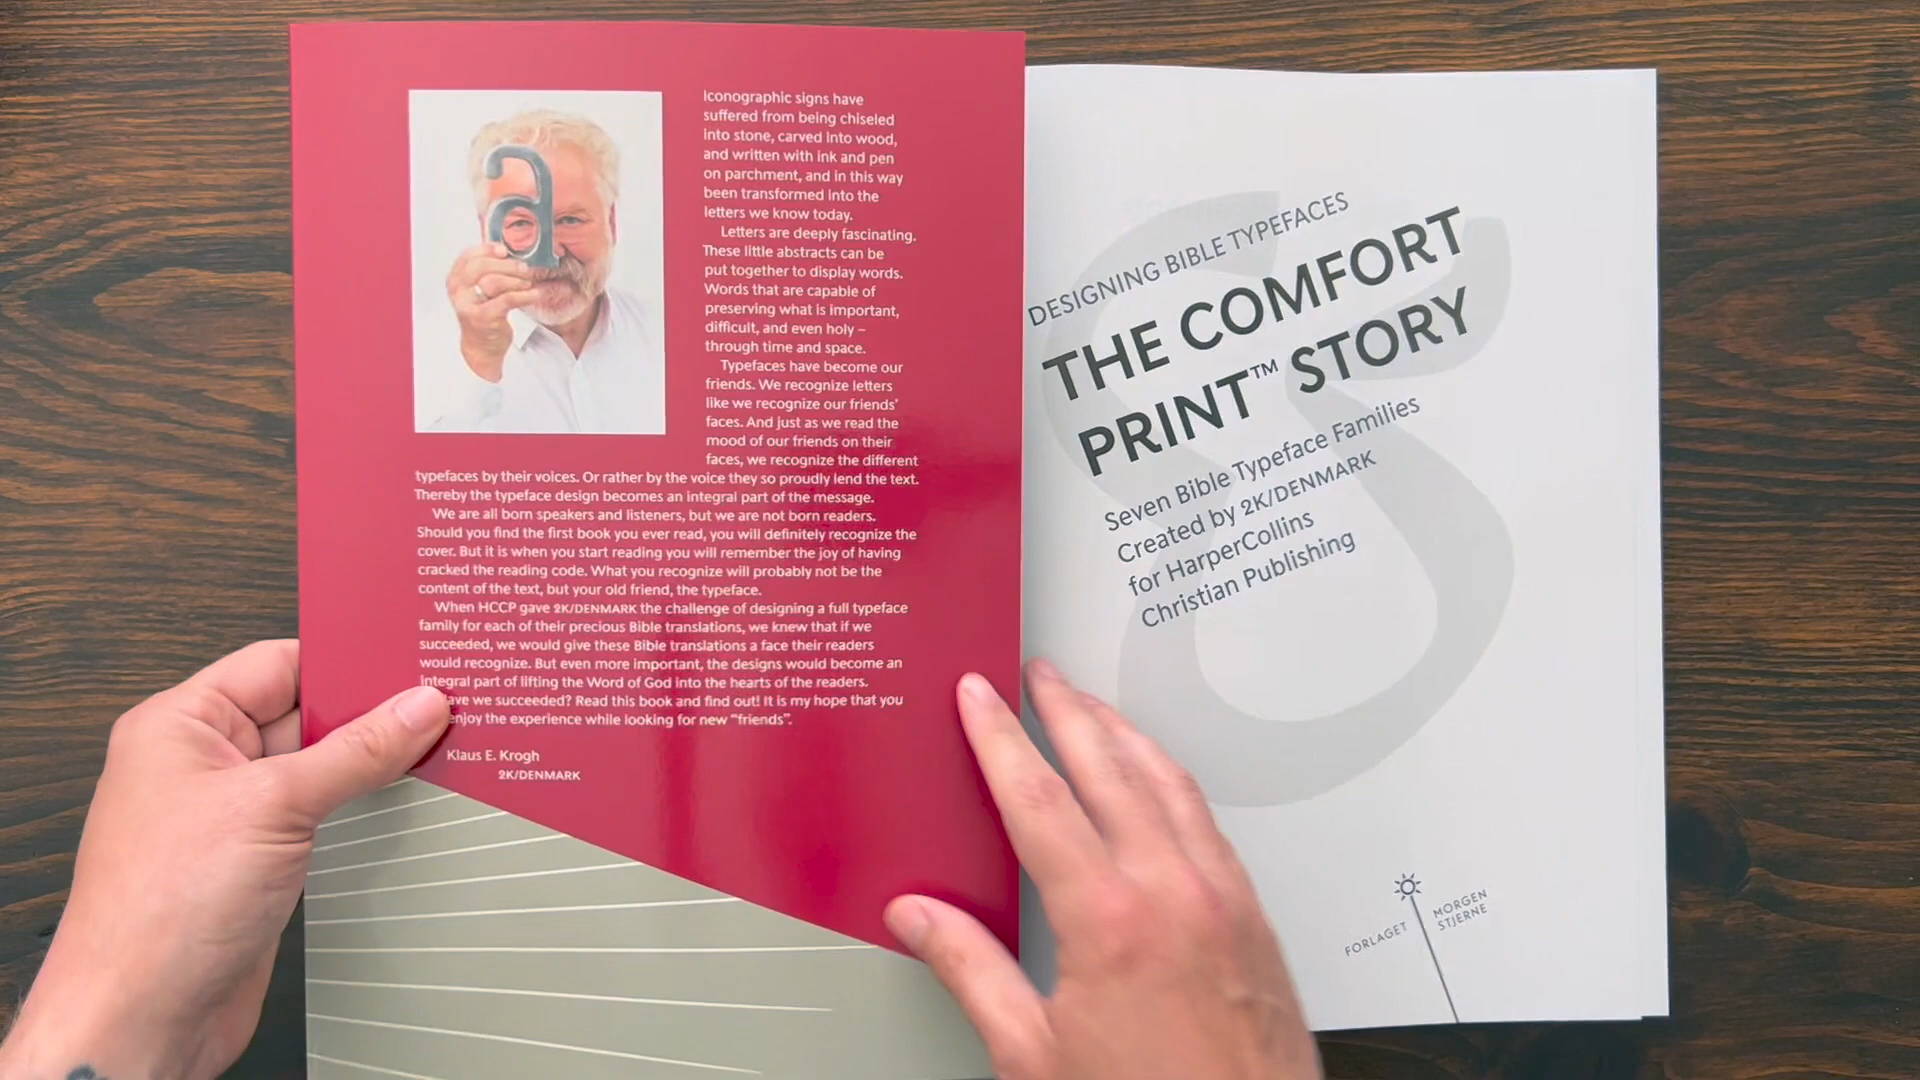 Iconographic signs have
suffered from being chiseled
into stone, carved into wood,
and written with ink and pen
on parchment, and in this way
been transformed into the
letters we know today.
Letters are deeply fascinating.
These little abstracts can be
put together to display words.
Words that are capable of
preserving what is important,
difficult, and even holy –
through time and space.
Typefaces have become our
friends. We recognize letters
like we recognize our friends'
faces. And just as we read the
mood of our friends on their
faces, we recognize the different
typefaces by their voices. Or rather by the voice they so proudly lend the text.
Thereby the typeface design becomes an integral part of the message.
We are all born speakers and listeners, but we are not born readers.
Should you find the first book you ever read, you will definitely recognize the
cover. But it is when you start reading you will remember the joy of having
cracked the reading code. What you recognize will probably not be the
content of the text, but your old friend, the typeface.
When HCCP gave 2K/DENMARK the challenge of designing a full typeface
family for each of their precious Bible translations, we knew that if we
succeeded, we would give these Bible translations a face their readers
would recognize. But even more important, the designs would become an
integral part of lifting the Word of God into the hearts of the readers.
ave we succeeded? Read this book and find out! It is my hope that you
enjoy the experience while looking for new “friends”.
Klaus E. Krogh
2K/DENMARK
a
DESIGNING BIBLE TYPEFACES
THE COMFORT
PRINT™ STORY
Seven Bible Typeface Families
Created by 2K/DENMARK
for HarperCollins
Christian Publishing
FORLAGET
MORGEN
STJERNE